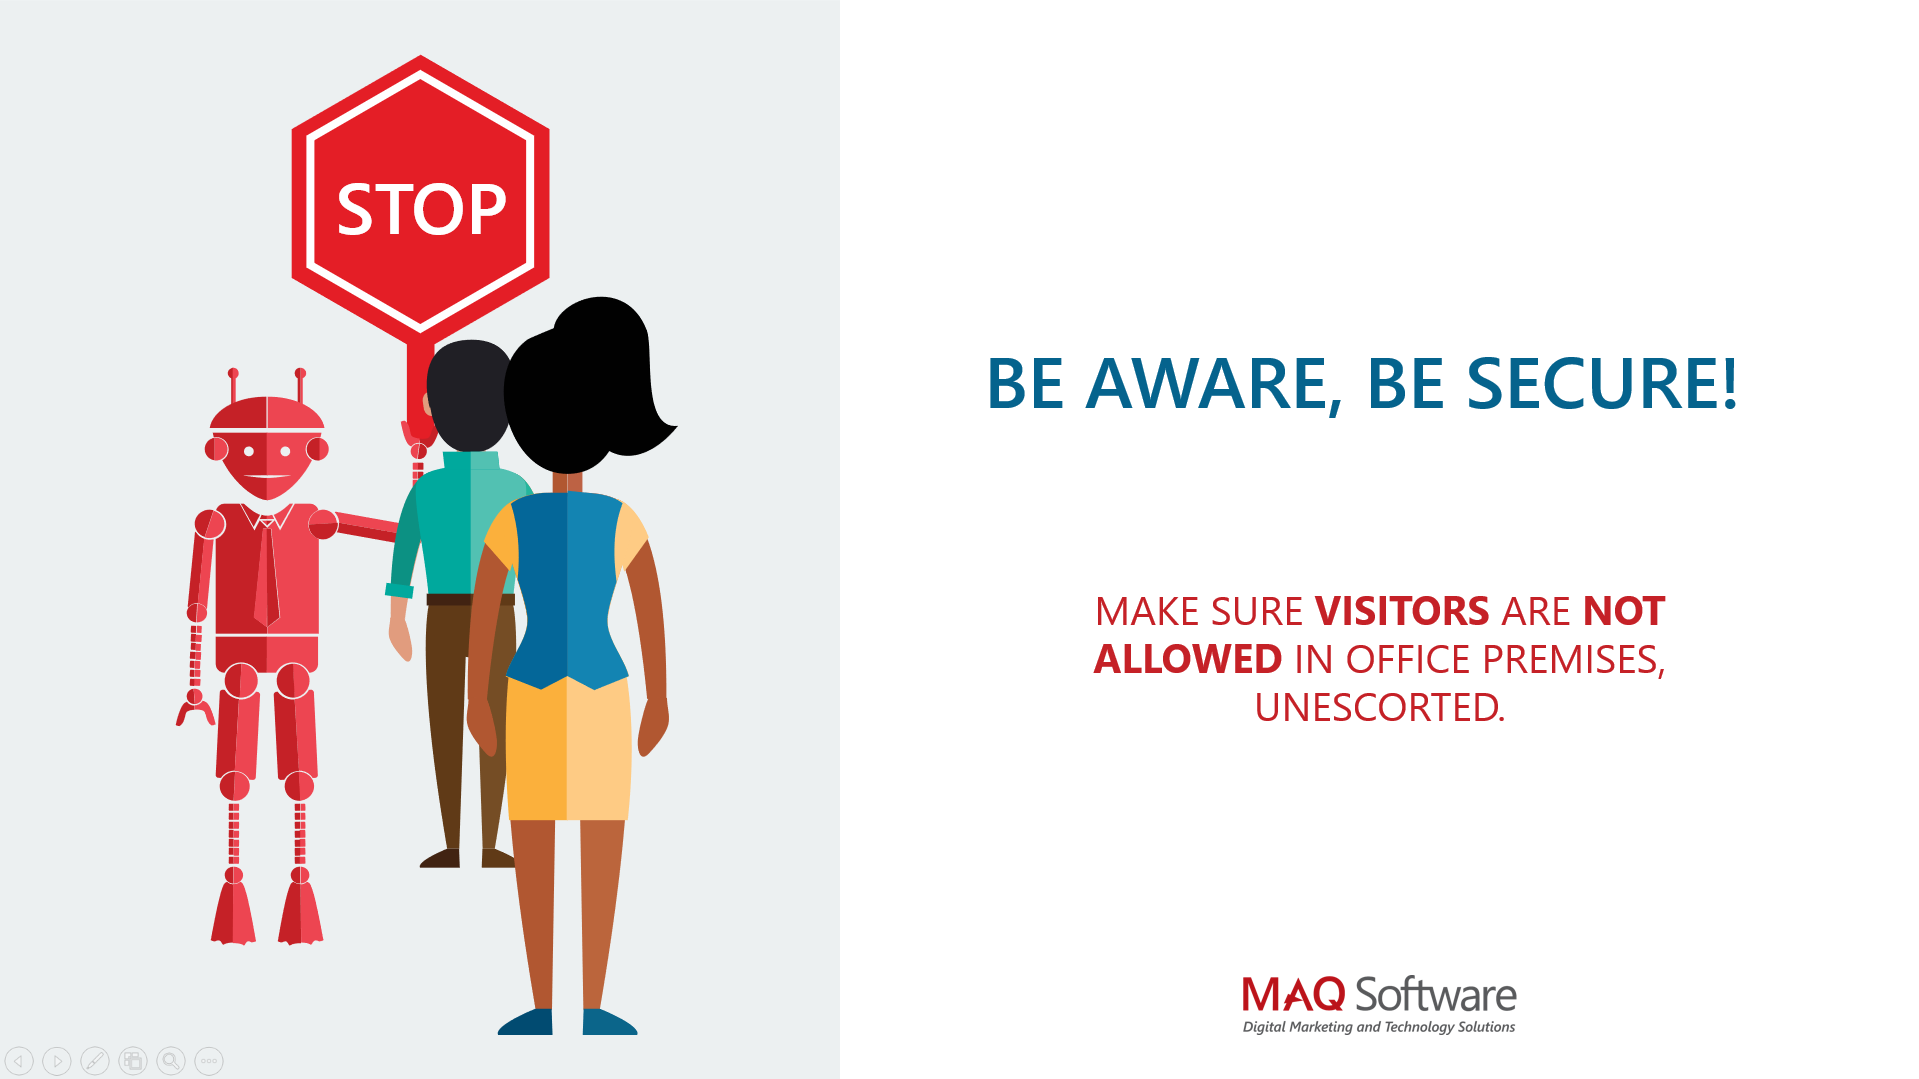 STOP
BE AWARE, BE SECURE!
MAKE SURE VISITORS ARE NOT
ALLOWED IN OFFICE PREMISES,
UNESCORTED.
MAQ Software
Digital Marketing and Technology Solutions